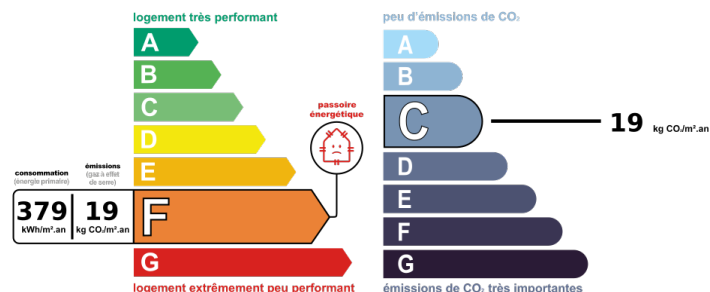 logement très performant
A
B
C
D
E
passoire
énergétique
consommation
(énergie primaire)
émissions
(gaz à effet
de serre)
379
kWh/m².an
19
kg CO₂/m².an
F
G
logement extrêmement peu performant
peu d'émissions de CO₂
A
B
C
19
kg CO₂/m².an
D
E
F
G
émissions de CO₂ très importantes